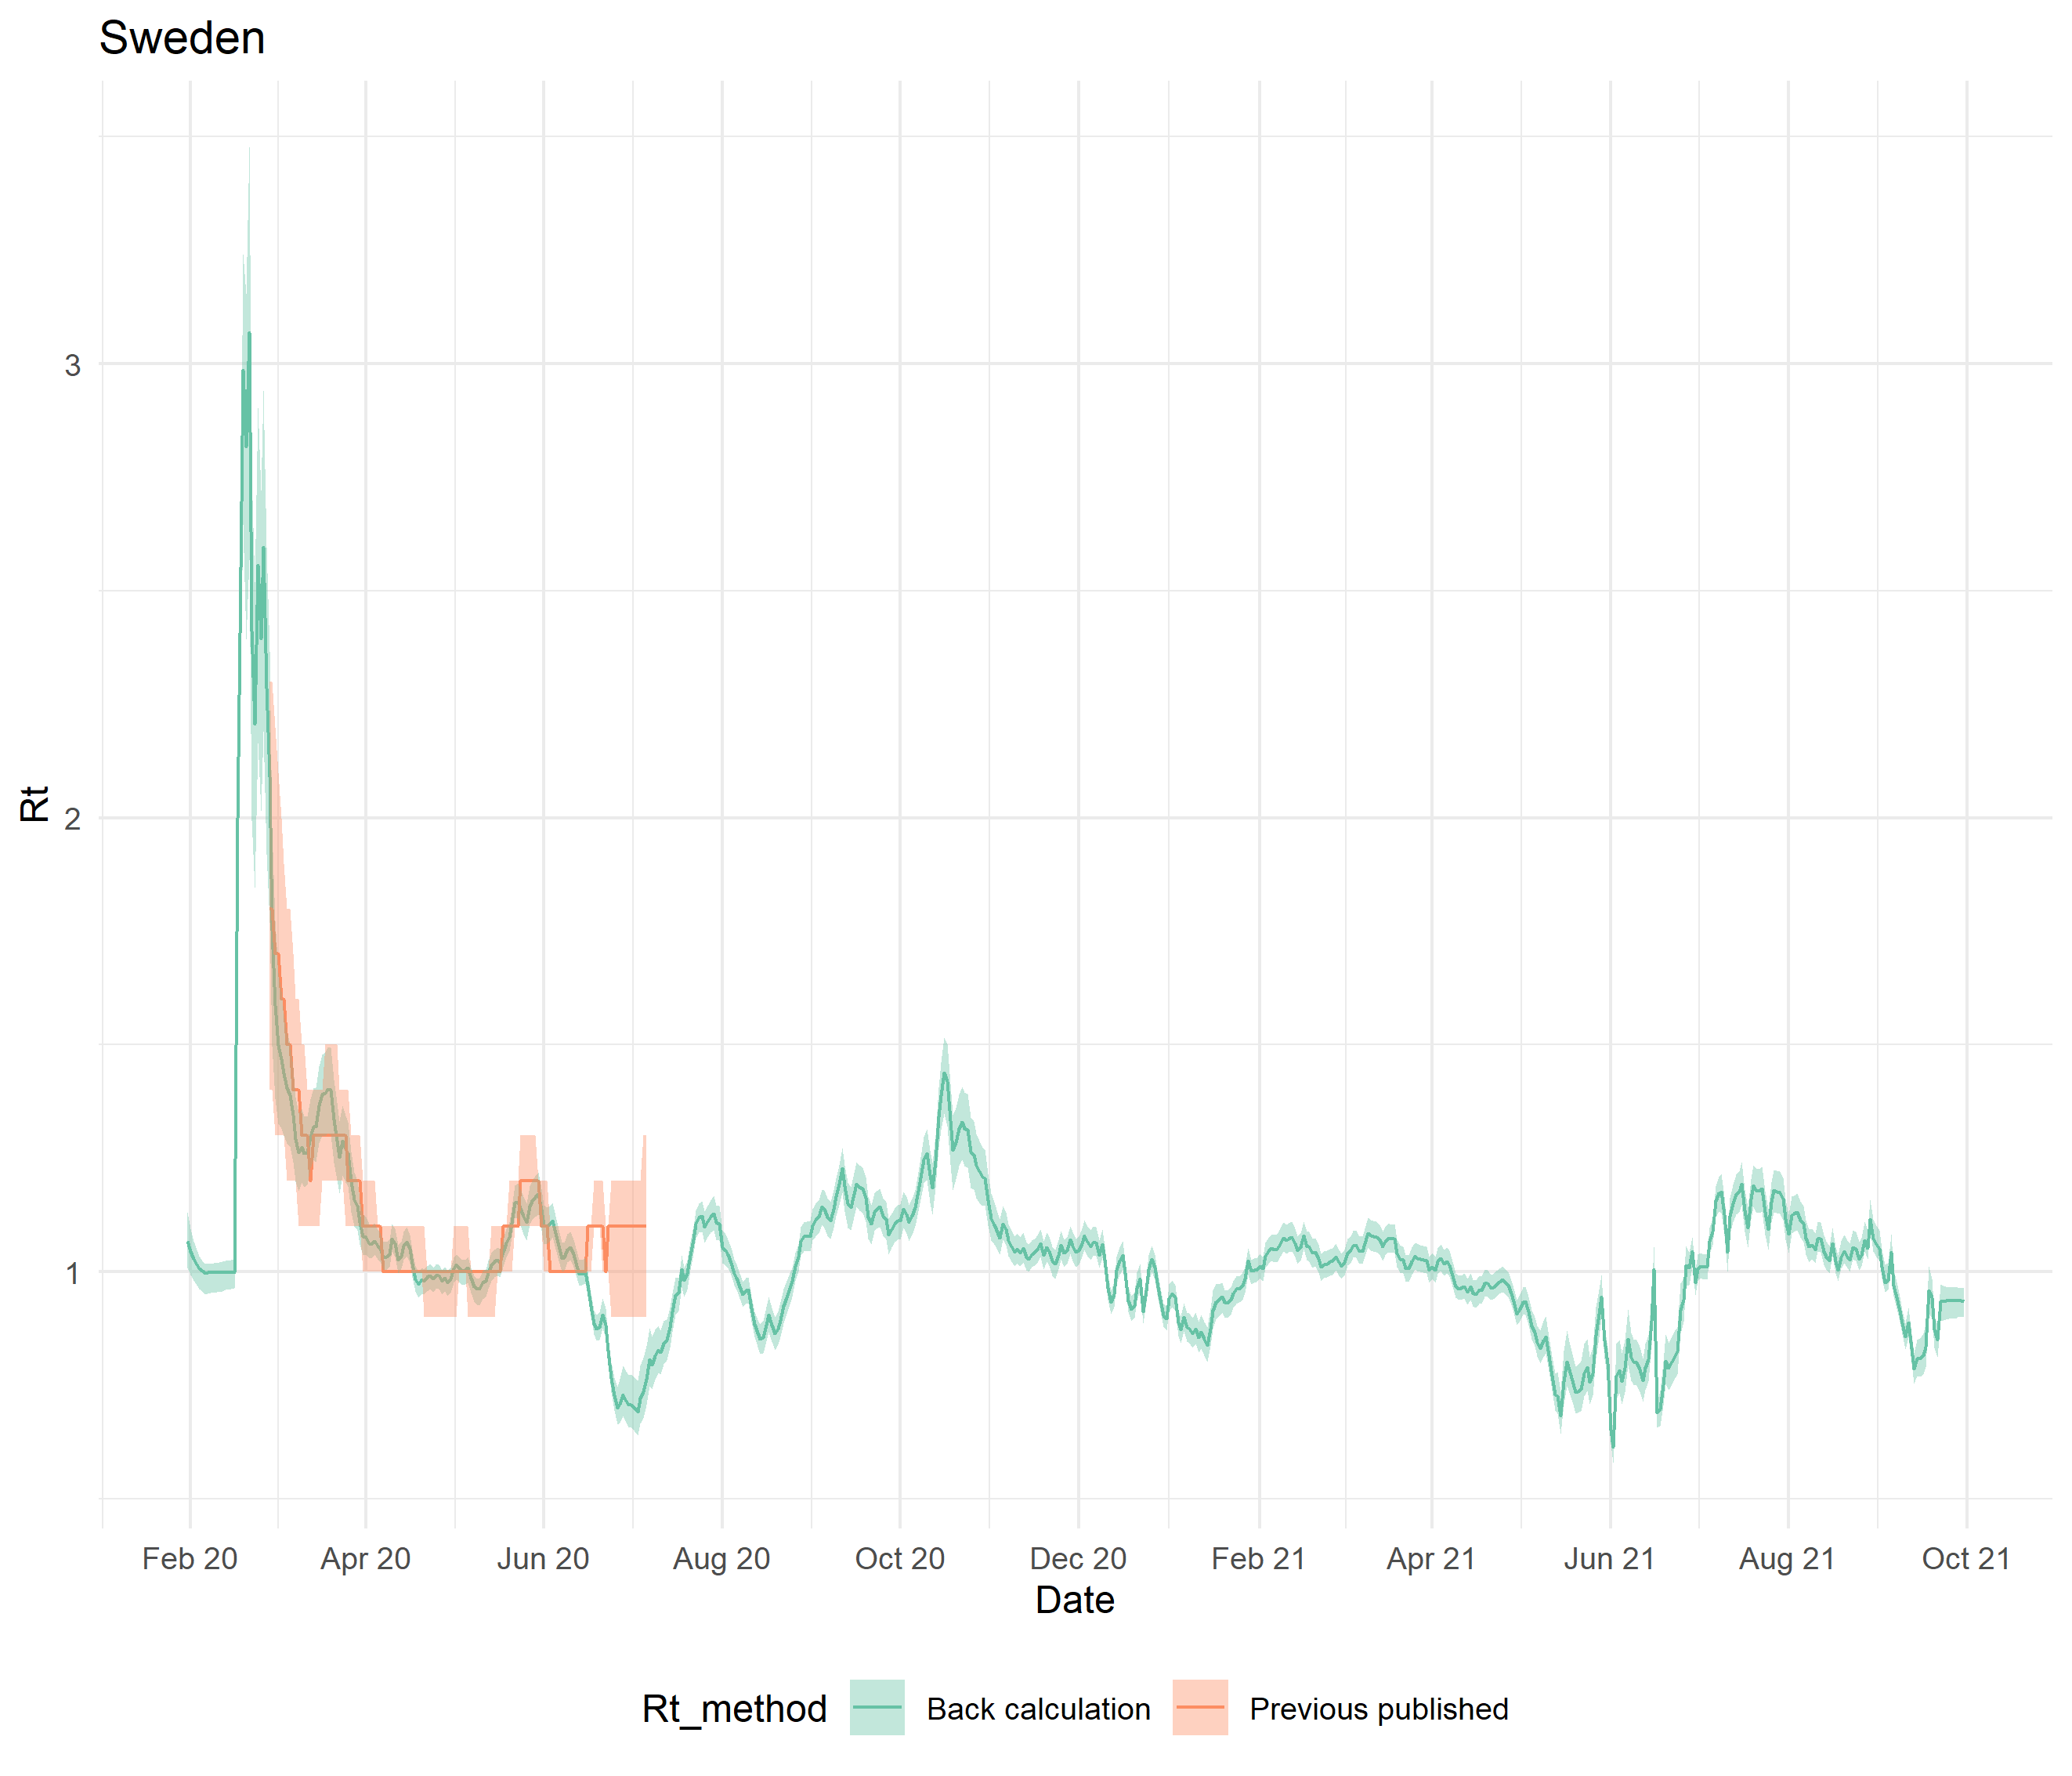 Sweden
3
2
1
Rt
Feb 20 Apr 20 Jun 20 Aug 20 Oct 20 Dec 20 Feb 21 Apr 21 Jun 21 Aug 21 Oct 21
Date
Rt_method Back calculation Previous published